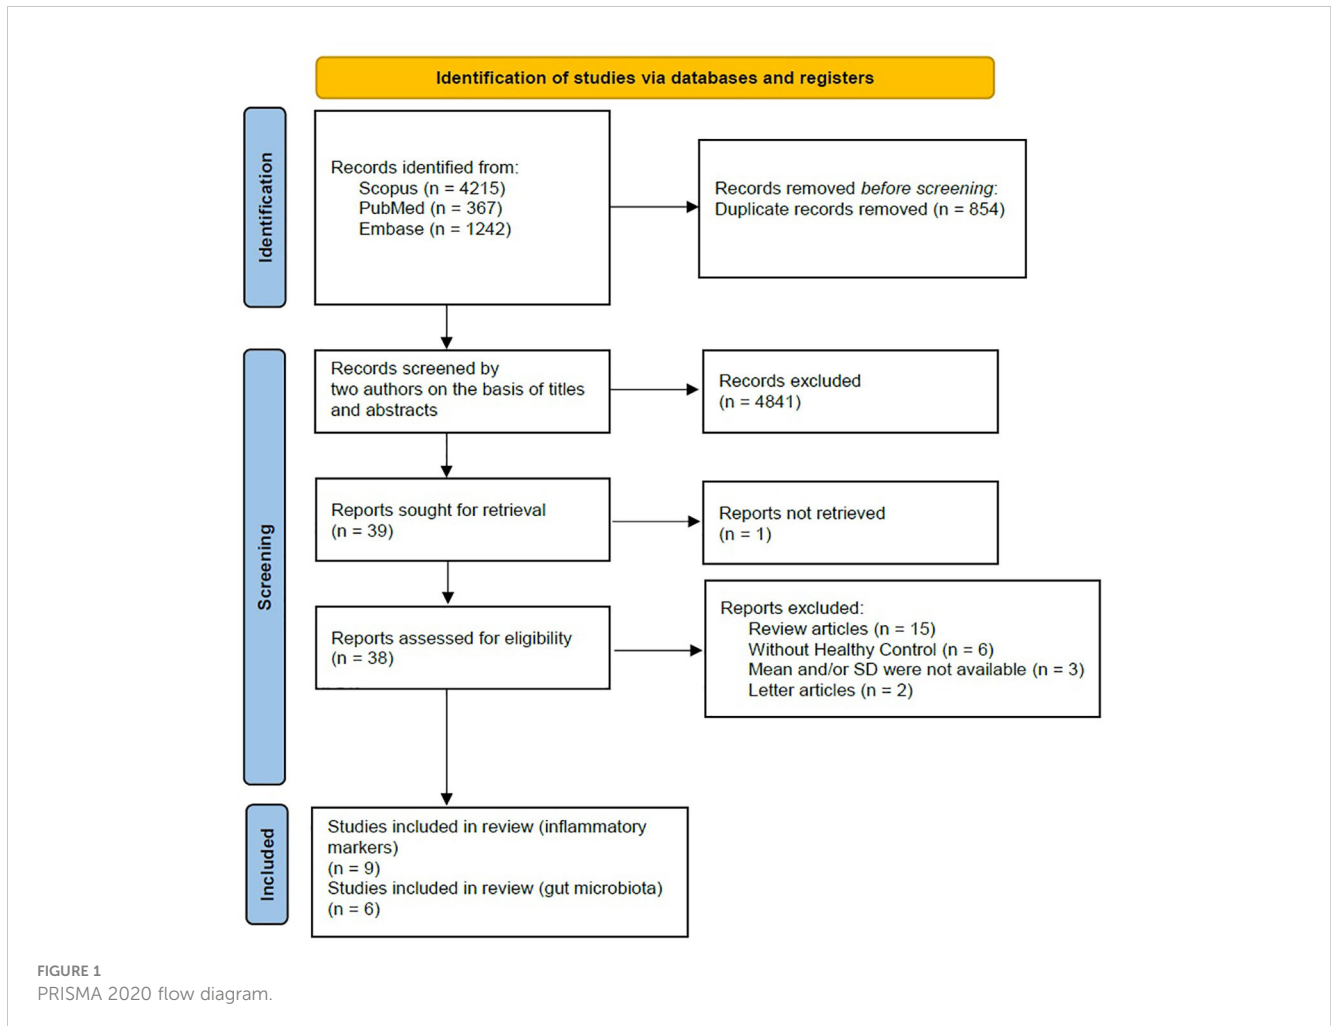 Identification of studies via databases and registers
Identification
Records identified from:
Scopus (n = 4215)
PubMed (n = 367)
Embase (n = 1242)
Records removed before screening:
Duplicate records removed (n = 854)
Screening
Records screened by
two authors on the basis of titles
and abstracts
Records excluded
(n = 4841)
Reports sought for retrieval
(n = 39)
Reports not retrieved
(n = 1)
Reports assessed for eligibility
(n = 38)
Reports excluded:
Review articles (n = 15)
Without Healthy Control (n = 6)
Mean and/or SD were not available (n = 3)
Letter articles (n = 2)
Included
Studies included in review (inflammatory
markers)
(n = 9)
Studies included in review (gut microbiota)
(n = 6)
FIGURE 1
PRISMA 2020 flow diagram.